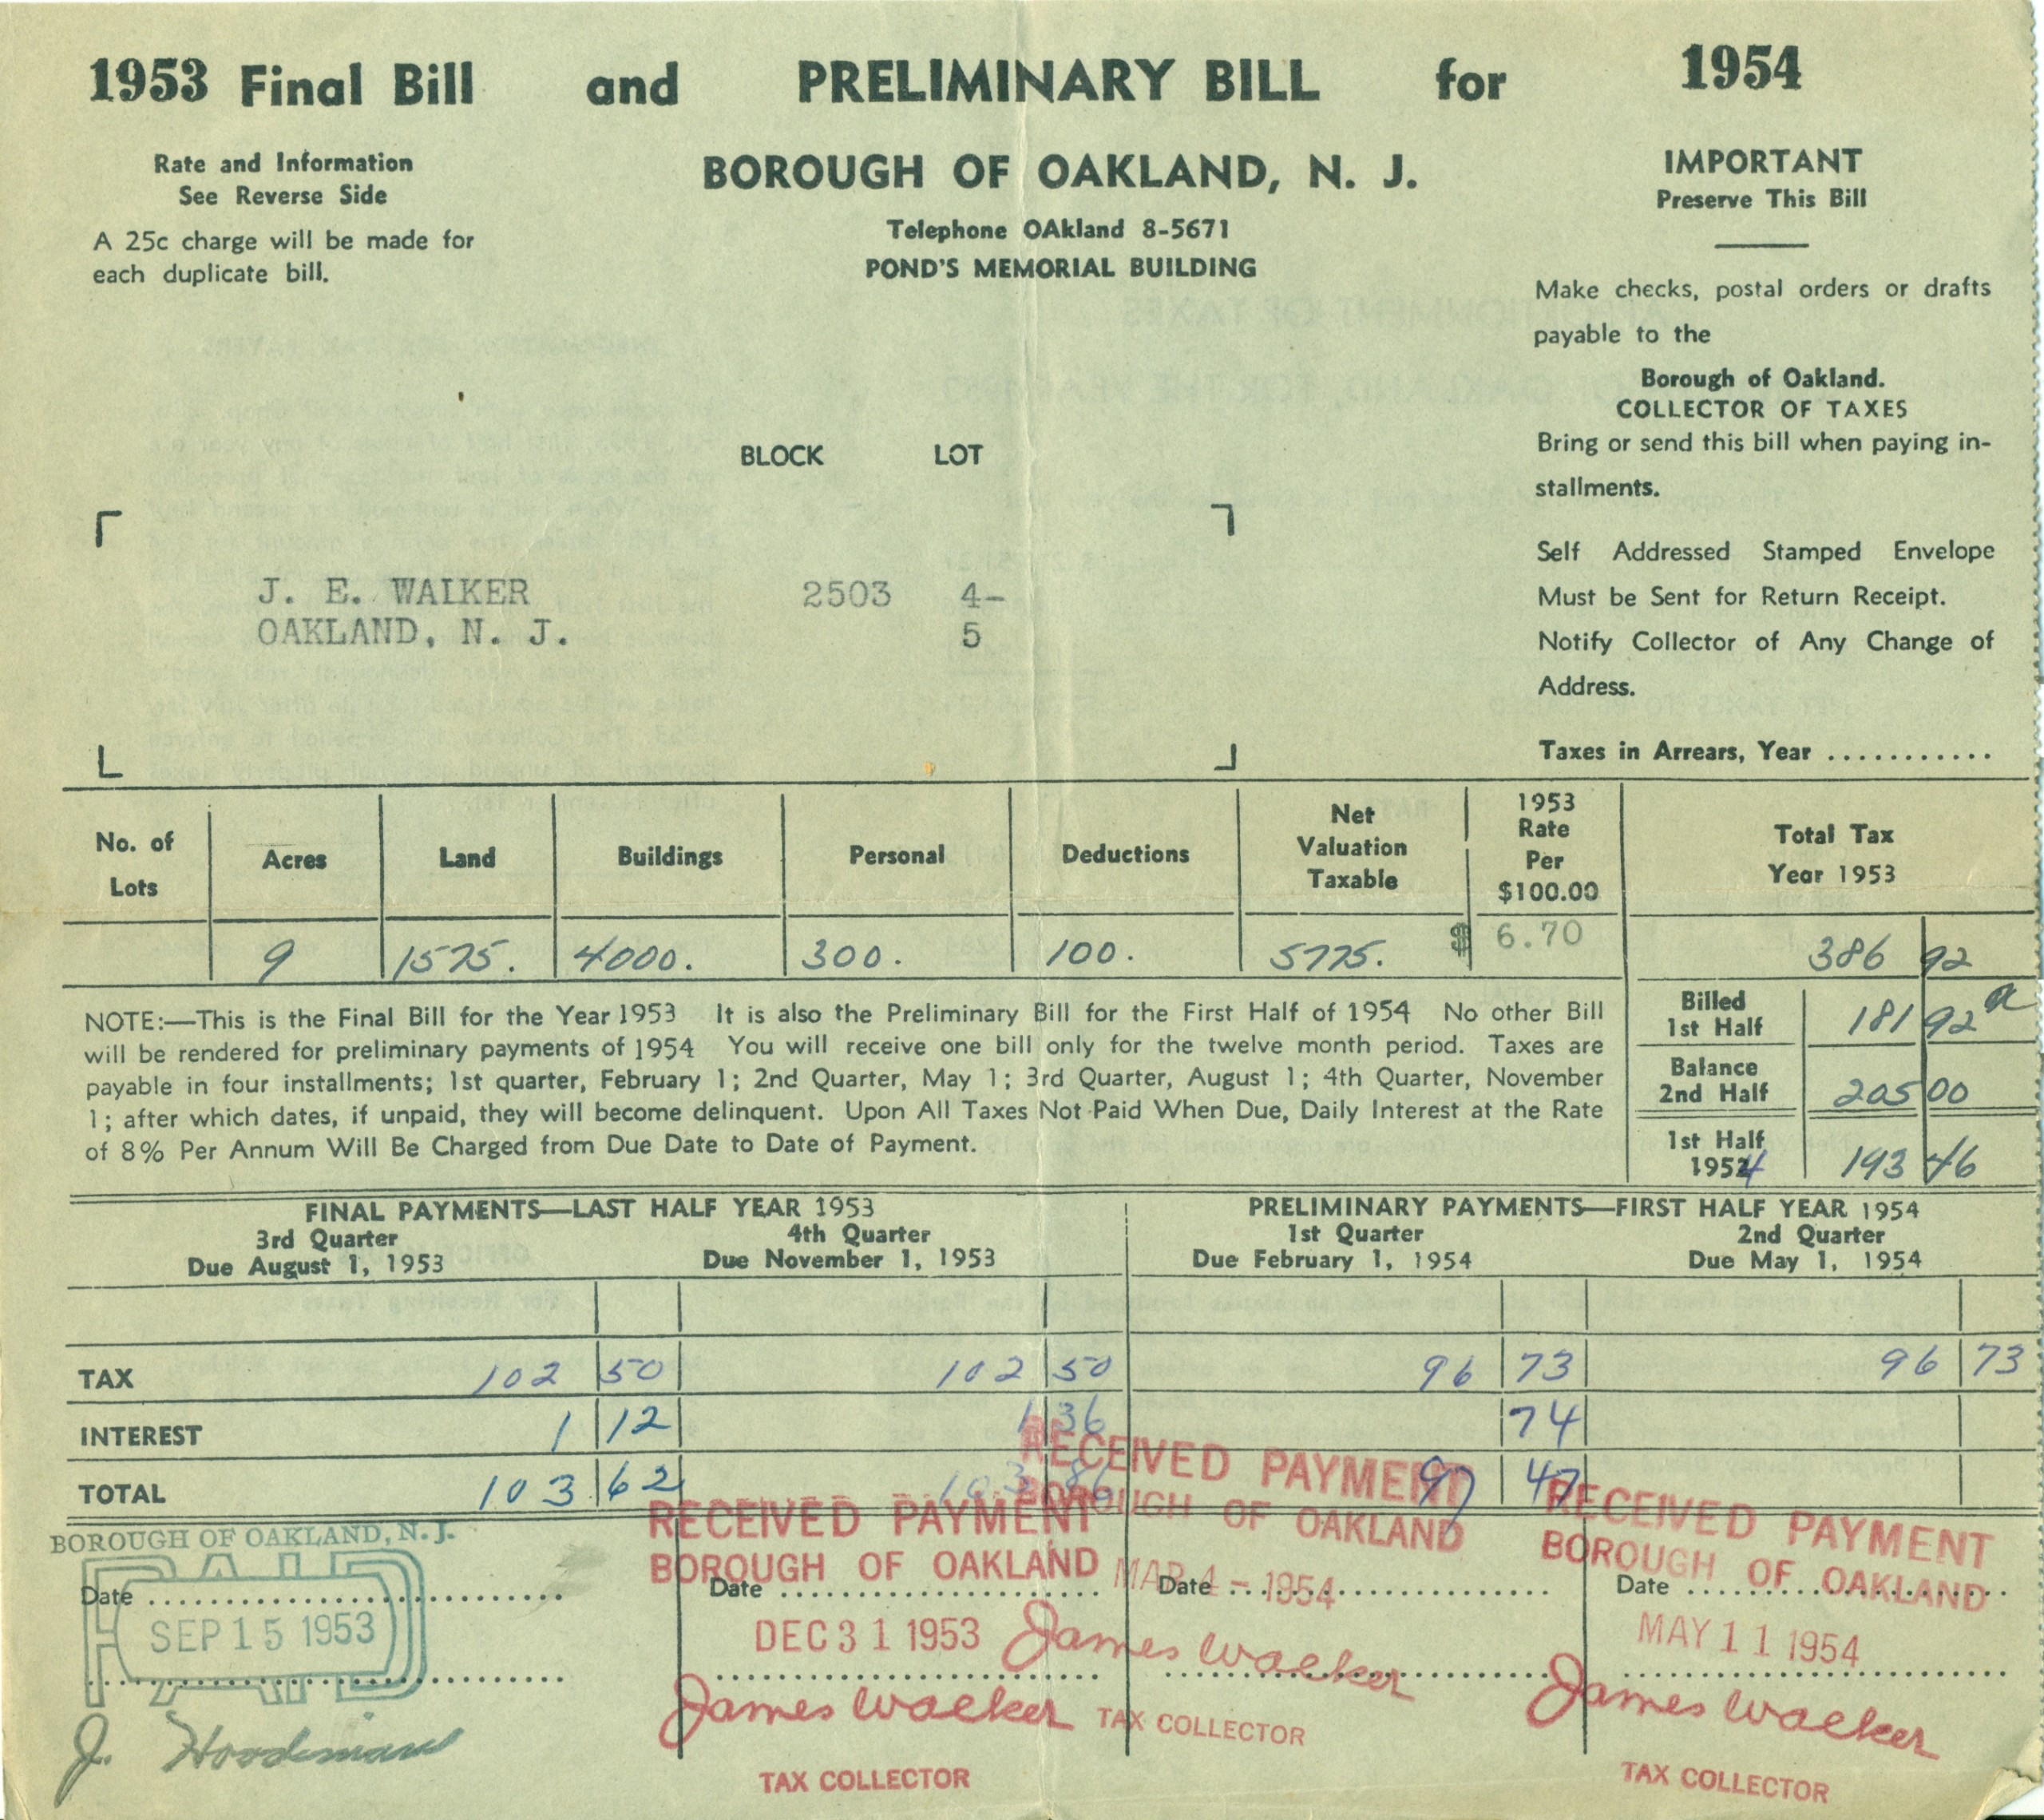 1953 Final Bill and PRELIMINARY BILL for 1954
Rate and Information
See Reverse Side
A 25c charge will be made for
each duplicate bill.
BOROUGH OF OAKLAND, N. J.
Telephone OAkland 8-5671
POND'S MEMORIAL BUILDING
IMPORTANT
Preserve This Bill
Make checks, postal orders or drafts
payable to the
Borough of Oakland.
COLLECTOR OF TAXES
Bring or send this bill when paying in-
stallments.
Self Addressed Stamped Envelope
Must be Sent for Return Receipt.
Notify Collector of Any Change of
Address.
Taxes in Arrears, Year ...........
BLOCK LOT
J. E. WALKER 2503 4-
OAKLAND, N. J. 5
No. of Lots Acres Land Buildings Personal Deductions Net Valuation Taxable 1953 Rate Per $100.00 Total Tax Year 1953
9 1575. 4000. 300. 100. 5775. 6.70 386 92
NOTE:—This is the Final Bill for the Year 1953 It is also the Preliminary Bill for the First Half of 1954 No other Bill
will be rendered for preliminary payments of 1954 You will receive one bill only for the twelve month period. Taxes are
payable in four installments; 1st quarter, February 1; 2nd Quarter, May 1; 3rd Quarter, August 1; 4th Quarter, November
1; after which dates, if unpaid, they will become delinquent. Upon All Taxes Not Paid When Due, Daily Interest at the Rate
of 8% Per Annum Will Be Charged from Due Date to Date of Payment.
Billed 1st Half 181 92
Balance 2nd Half 205 00
1st Half 1954 193 46
FINAL PAYMENTS—LAST HALF YEAR 1953 PRELIMINARY PAYMENTS—FIRST HALF YEAR 1954
3rd Quarter 4th Quarter 1st Quarter 2nd Quarter
Due August 1, 1953 Due November 1, 1953 Due February 1, 1954 Due May 1, 1954
TAX 102 50 102 50 96 73 96 73
INTEREST 1 12 1 36 74
TOTAL 103 62 103 86 97 47
BOROUGH OF OAKLAND, N. J.
PAID
Date
SEP 15 1953
RECEIVED PAYMENT
BOROUGH OF OAKLAND
Date
DEC 31 1953
James Wacker
TAX COLLECTOR
RECEIVED PAYMENT
BOROUGH OF OAKLAND
Date
MAR 4 - 1954
James Wacker
TAX COLLECTOR
RECEIVED PAYMENT
BOROUGH OF OAKLAND
Date
MAY 11 1954
James Wacker
TAX COLLECTOR